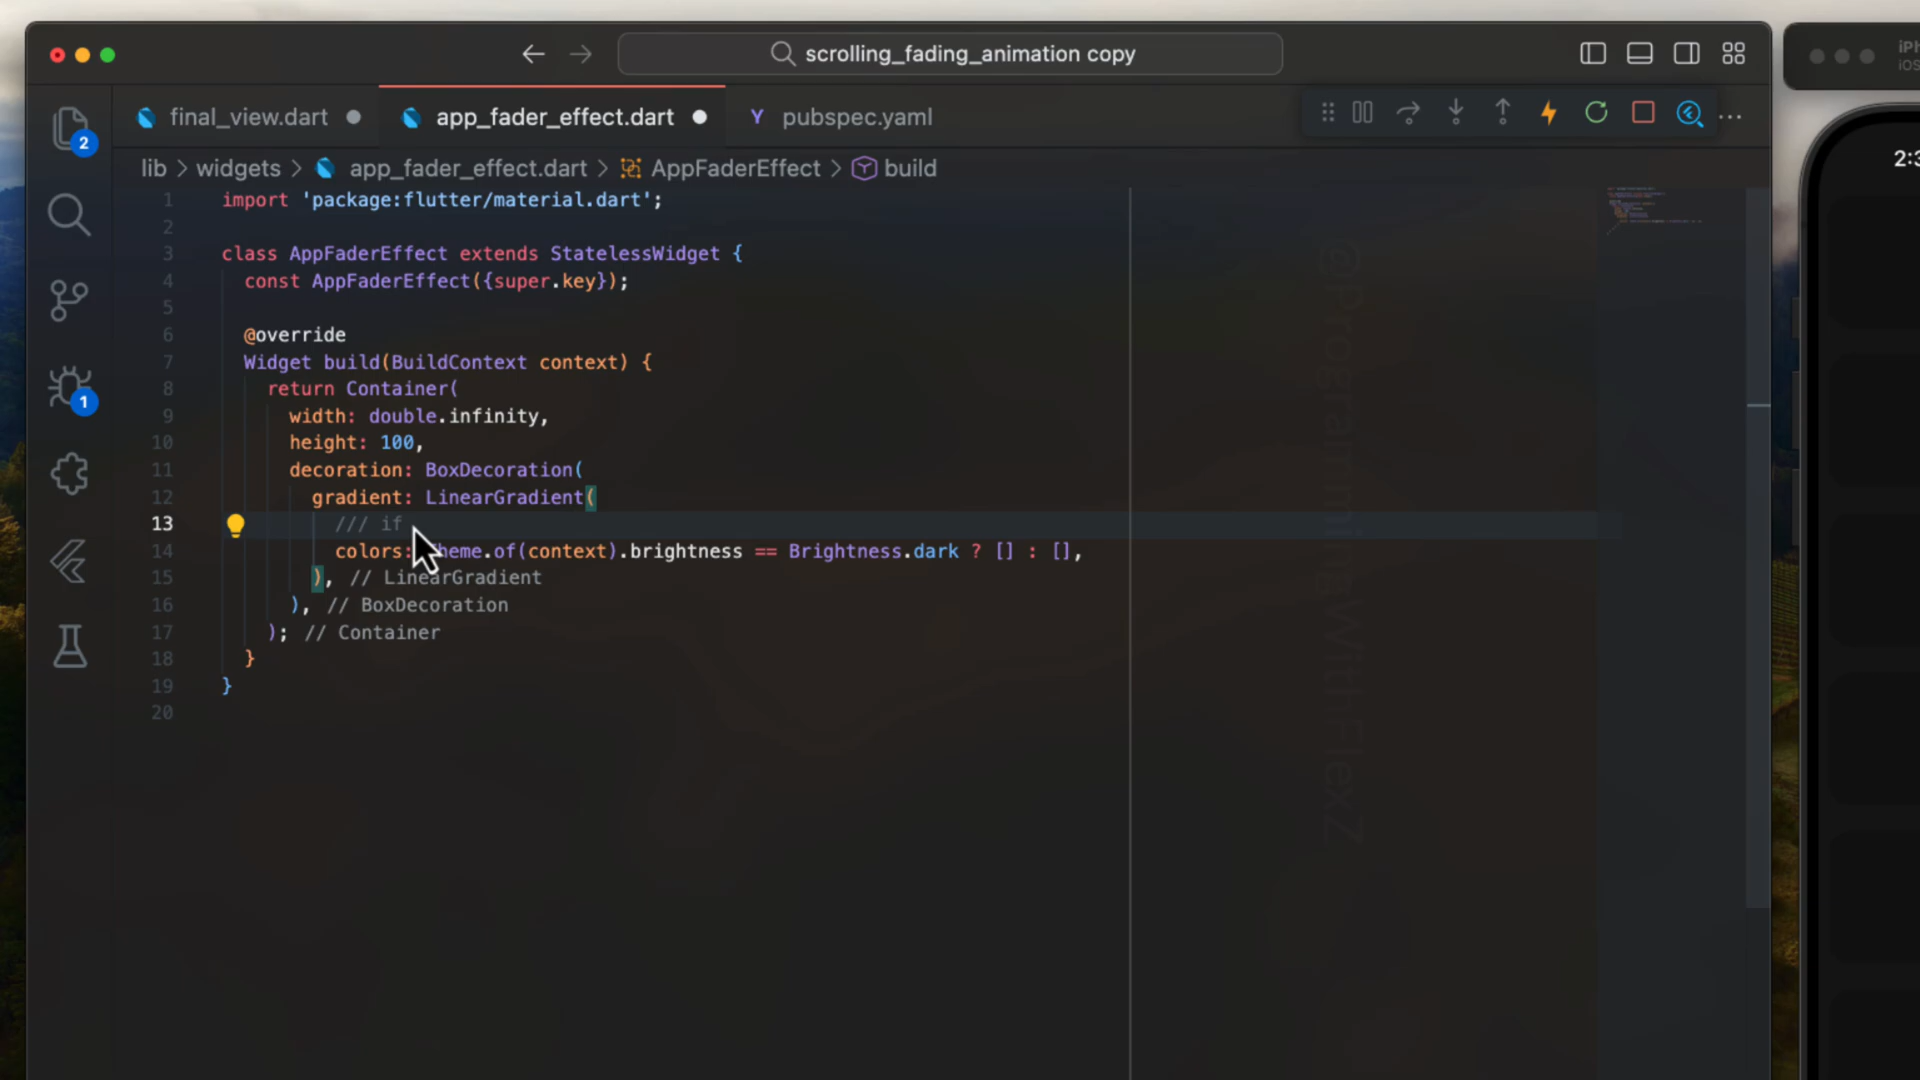 scrolling_fading_animation copy
final_view.dart
app_fader_effect.dart
Y pubspec.yaml
2
lib > widgets > app_fader_effect.dart > AppFaderEffect > build
1 import 'package:flutter/material.dart';
2
3 class AppFaderEffect extends StatelessWidget {
4 const AppFaderEffect({super.key});
5
6 @override
7 Widget build(BuildContext context) {
8 return Container(
9 width: double.infinity,
10 height: 100,
11 decoration: BoxDecoration(
12 gradient: LinearGradient(
13 /// if
14 colors: Theme.of(context).brightness == Brightness.dark ? [] : [],
15 ), // LinearGradient
16 ), // BoxDecoration
17 ); // Container
18 }
19 }
20
1
@ProgrammingWithFlexZ